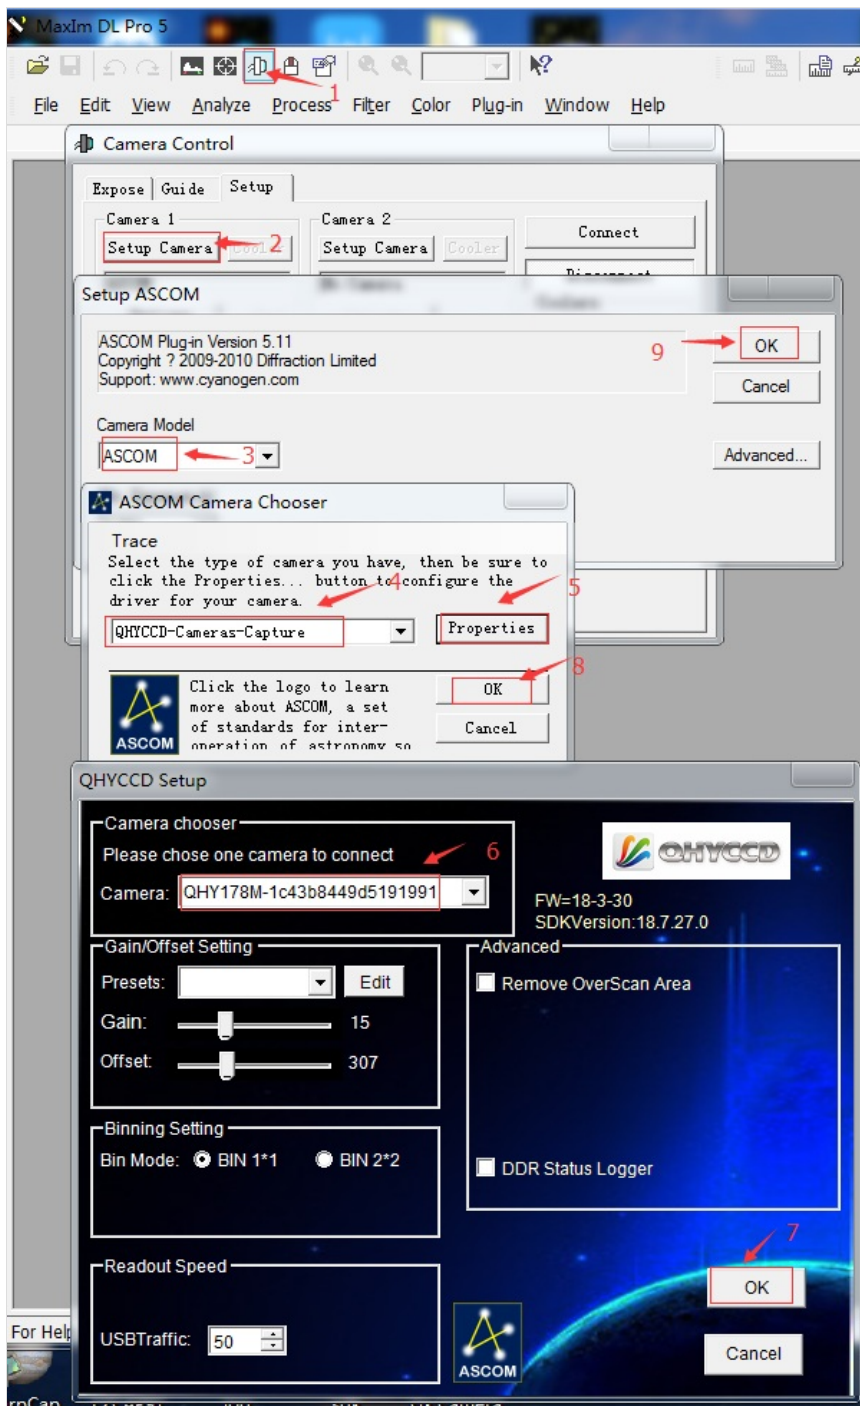 MaxIm DL Pro 5
1
File Edit View Analyze Process Filter Color Plug-in Window Help
Camera Control
Expose Guide Setup
Camera 1
Camera 2
Setup Camera
2
Setup Camera Cooler
Connect
Setup ASCOM
ASCOM Plug-in Version 5.11
Copyright ? 2009-2010 Diffraction Limited
Support: www.cyanogen.com
9
OK
Cancel
Camera Model
ASCOM
3
Advanced...
ASCOM Camera Chooser
Trace
Select the type of camera you have, then be sure to
click the Properties... button to configure the
driver for your camera.
4
5
QHYCCD-Cameras-Capture
Properties
8
Click the logo to learn
more about ASCOM, a set
of standards for inter-
operation of astronomy so
ASCOM
OK
Cancel
QHYCCD Setup
Camera chooser
Please chose one camera to connect
6
Camera: QHY178M-1c43b8449d5191991
QHYCCD
FW=18-3-30
SDKVersion:18.7.27.0
Gain/Offset Setting
Presets: Edit
Gain: 15
Offset: 307
Advanced
Remove OverScan Area
DDR Status Logger
Binning Setting
Bin Mode: BIN 1*1 BIN 2*2
7
Readout Speed
USBTraffic: 50
OK
ASCOM
Cancel
For Help